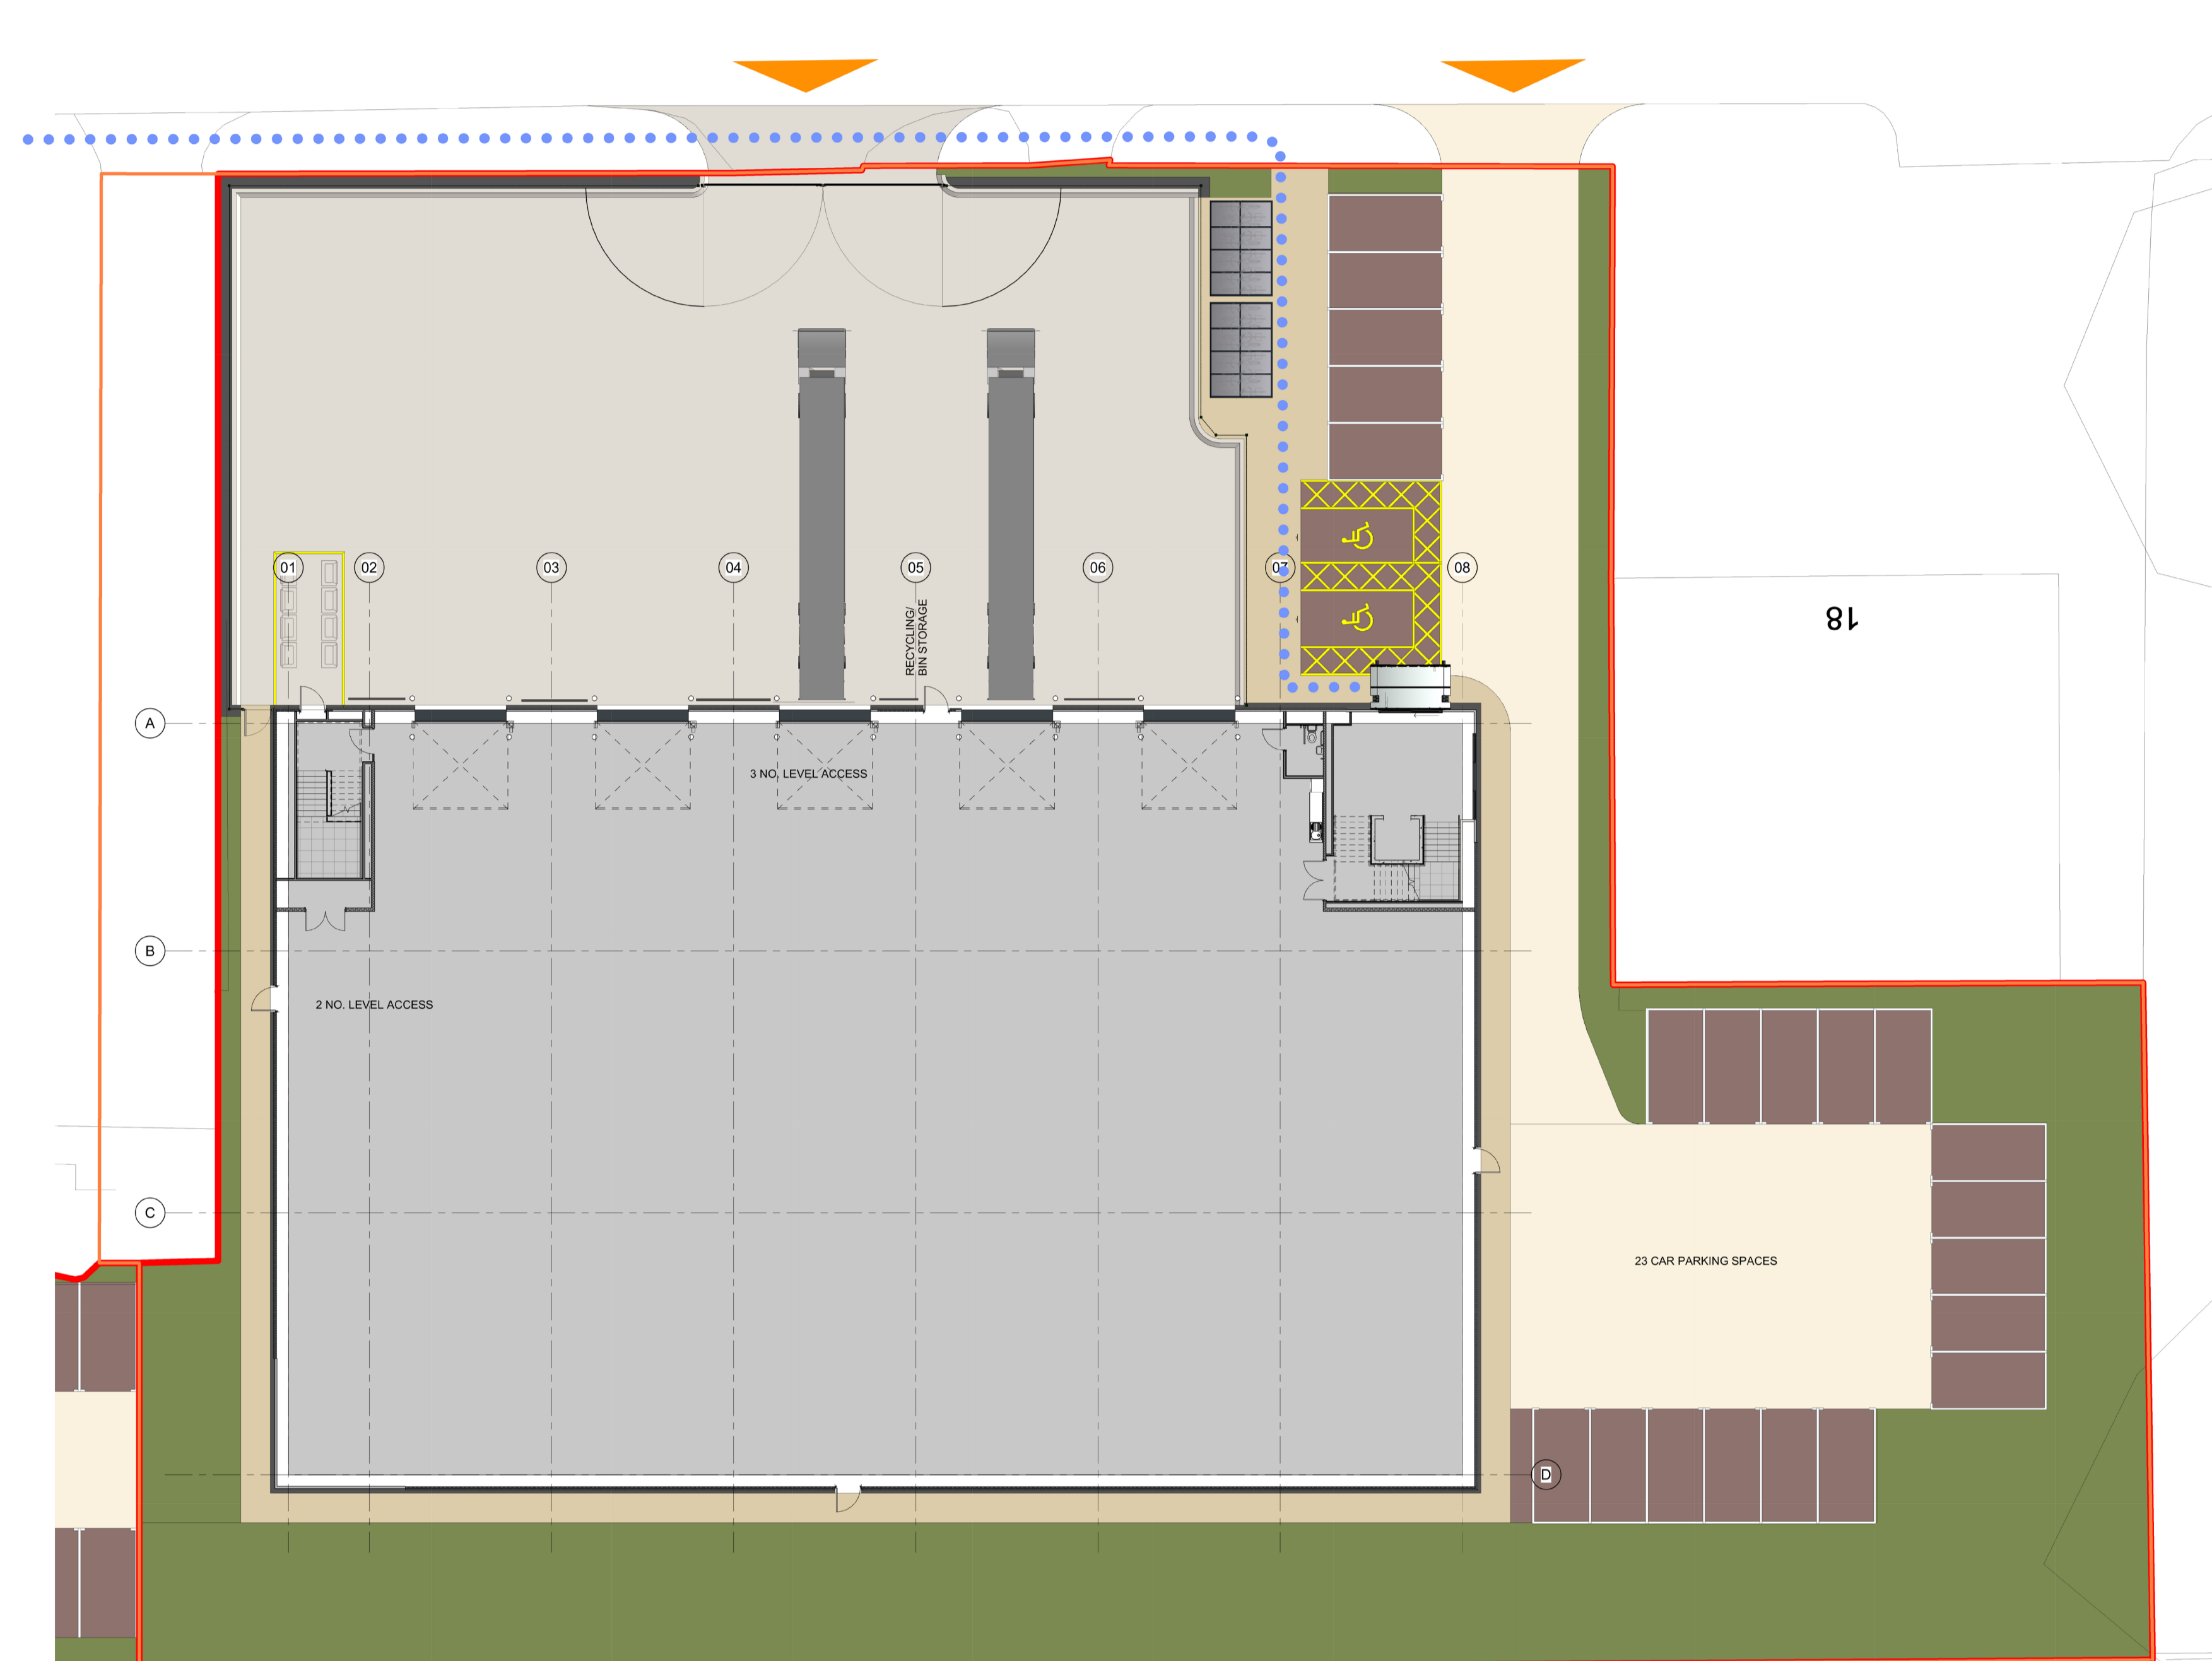 01
02
03
04
05
06
07
08
18
RECYCLING/
BIN STORAGE
A
3 NO. LEVEL ACCESS
B
2 NO. LEVEL ACCESS
C
23 CAR PARKING SPACES
D